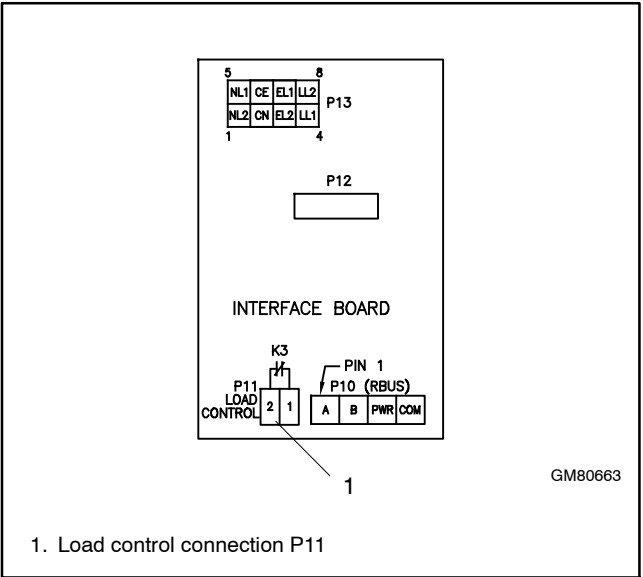 5 8
NL1 CE EL1 LL2
P13
NL2 CN EL2 LL1
1 4
P12
INTERFACE BOARD
K3
PIN 1
P11 P10 (RBUS)
LOAD
CONTROL 2 1 A B PWR COM
1
GM80663
1. Load control connection P11